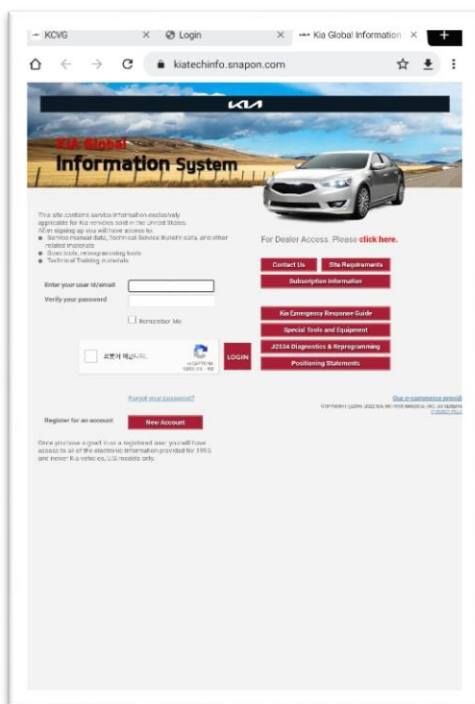 KCVG
Login
Kia Global Information
kiatechinfo.snapon.com
KIA
KIA Global
Information System
This site contains service information exclusively
applicable for Kia vehicles sold in the United States.
After signing up you will have access to:
Service manual data, Technical Service Bulletin data, and other
related materials
Scan tools, reprogramming tools
Technical Training materials
For Dealer Access. Please click here.
Contact Us
Site Requirements
Subscription Information
Enter your user id/email
Verify your password
Remember Me
Kia Emergency Response Guide
Special Tools and Equipment
J2534 Diagnostics & Reprogramming
Positioning Statements
로봇이 아닙니다.
reCAPTCHA
LOGIN
Forgot your password?
Our e-commerce provid
Register for an account
New Account
Once you have signed in as a registered user, you will have
access to all of the electronic information provided for 1995
and newer Kia vehicles, U.S. models only.